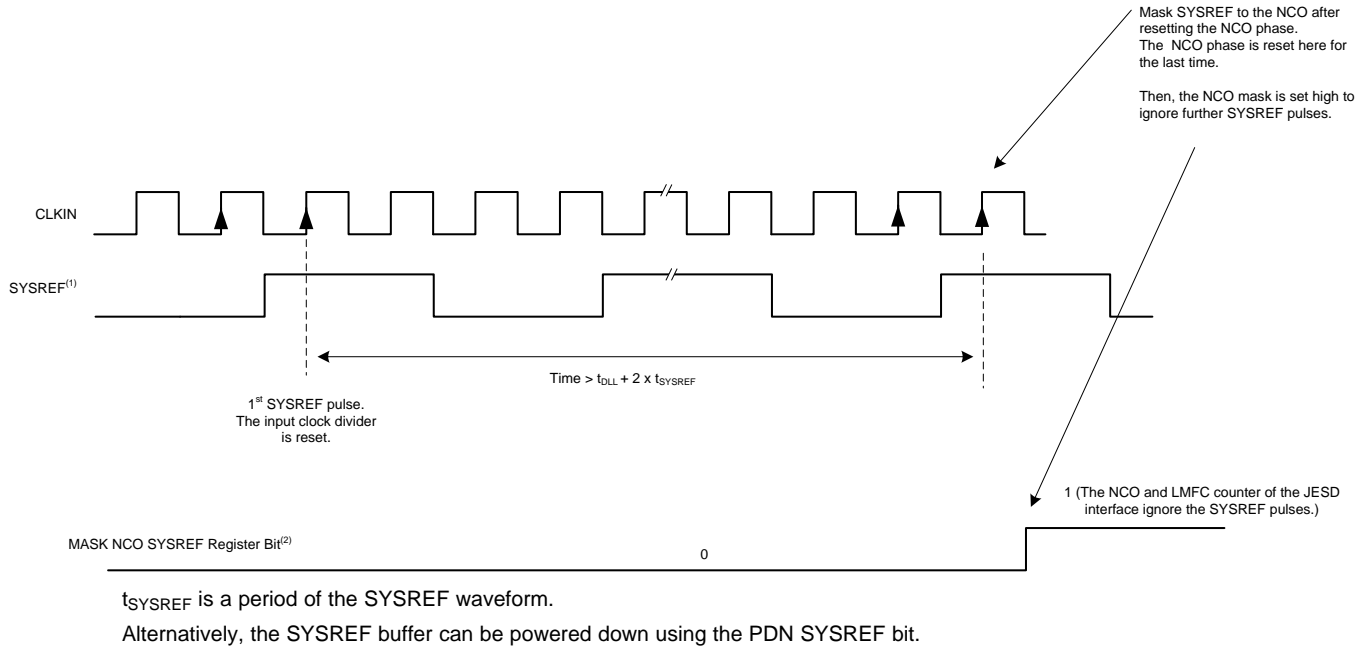 Mask SYSREF to the NCO after
resetting the NCO phase.
The NCO phase is reset here for
the last time.
Then, the NCO mask is set high to
ignore further SYSREF pulses.
CLKIN
SYSREF(1)
Time > tDLL + 2 x tSYSREF
1st SYSREF pulse.
The input clock divider
is reset.
1 (The NCO and LMFC counter of the JESD
interface ignore the SYSREF pulses.)
MASK NCO SYSREF Register Bit(2)
0
tSYSREF is a period of the SYSREF waveform.
Alternatively, the SYSREF buffer can be powered down using the PDN SYSREF bit.